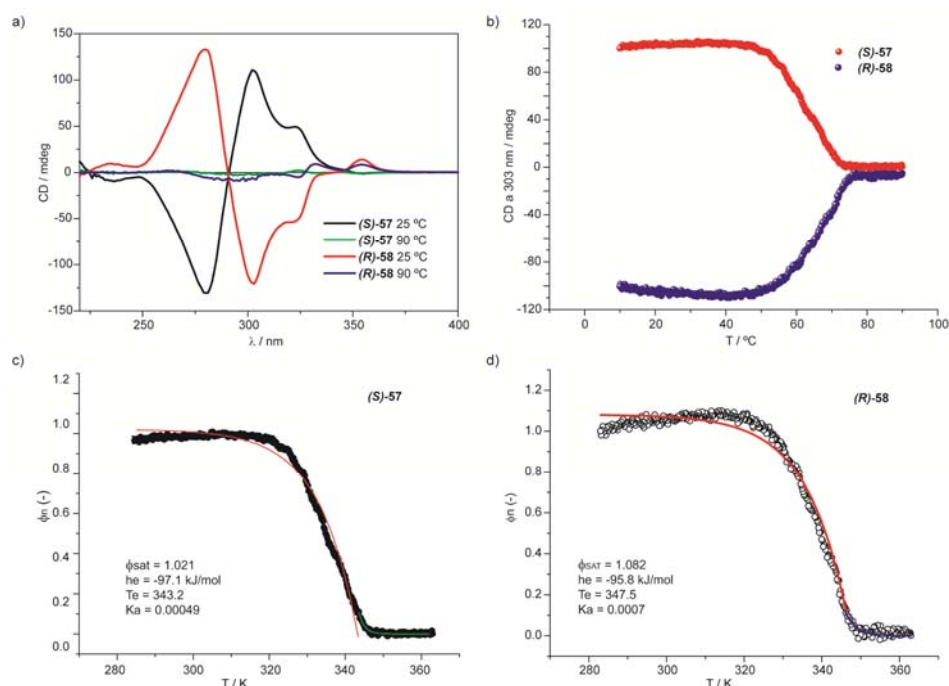 a)
150
100
50
0
-50
-100
-150
CD / mdeg
250
300
350
400
λ / nm
(S)-57 25 ºC
(S)-57 90 ºC
(R)-58 25 ºC
(R)-58 90 ºC
b)
120
80
40
0
-40
-80
-120
CD a 303 nm / mdeg
0
20
40
60
80
100
T / ºC
(S)-57
(R)-58
c)
1.2
1.0
0.8
0.6
0.4
0.2
0.0
ϕn (-)
280
300
320
340
360
T / K
(S)-57
ϕsat = 1.021
he = -97.1 kJ/mol
Te = 343.2
Ka = 0.00049
d)
1.2
1.0
0.8
0.6
0.4
0.2
0.0
ϕn (-)
280
300
320
340
360
T / K
(R)-58
ϕSAT = 1.082
he = -95.8 kJ/mol
Te = 347.5
Ka = 0.0007